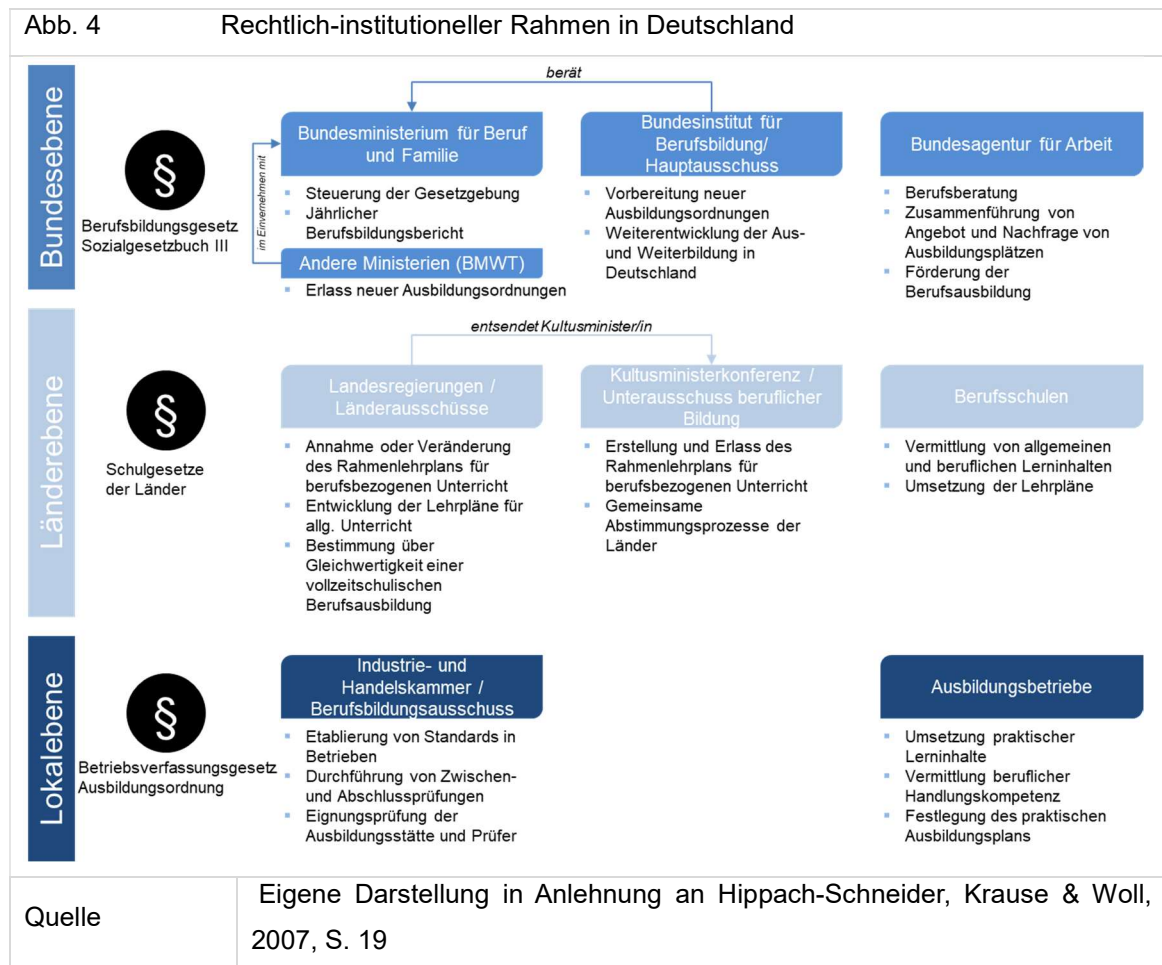 Abb. 4 Rechtlich-institutioneller Rahmen in Deutschland
Bundesebene
§
Berufsbildungsgesetz
Sozialgesetzbuch III
berät
im Einvernehmen mit
Bundesministerium für Beruf
und Familie
▪ Steuerung der Gesetzgebung
▪ Jährlicher
Berufsbildungsbericht
Andere Ministerien (BMWT)
▪ Erlass neuer Ausbildungsordnungen
Bundesinstitut für
Berufsbildung/
Hauptausschuss
▪ Vorbereitung neuer
Ausbildungsordnungen
▪ Weiterentwicklung der Aus-
und Weiterbildung in
Deutschland
Bundesagentur für Arbeit
▪ Berufsberatung
▪ Zusammenführung von
Angebot und Nachfrage von
Ausbildungsplätzen
▪ Förderung der
Berufsausbildung
Länderebene
§
Schulgesetze
der Länder
entsendet Kultusminister/in
Landesregierungen /
Länderausschüsse
▪ Annahme oder Veränderung
des Rahmenlehrplans für
berufsbezogenen Unterricht
▪ Entwicklung der Lehrpläne für
allg. Unterricht
▪ Bestimmung über
Gleichwertigkeit einer
vollzeitschulischen
Berufsausbildung
Kultusministerkonferenz /
Unterausschuss beruflicher
Bildung
▪ Erstellung und Erlass des
Rahmenlehrplans für
berufsbezogenen Unterricht
▪ Gemeinsame
Abstimmungsprozesse der
Länder
Berufsschulen
▪ Vermittlung von allgemeinen
und beruflichen Lerninhalten
▪ Umsetzung der Lehrpläne
Lokalebene
§
Betriebsverfassungsgesetz
Ausbildungsordnung
Industrie- und
Handelskammer /
Berufsbildungsausschuss
▪ Etablierung von Standards in
Betrieben
▪ Durchführung von Zwischen-
und Abschlussprüfungen
▪ Eignungsprüfung der
Ausbildungsstätte und Prüfer
Ausbildungsbetriebe
▪ Umsetzung praktischer
Lerninhalte
▪ Vermittlung beruflicher
Handlungskompetenz
▪ Festlegung des praktischen
Ausbildungsplans
Quelle
Eigene Darstellung in Anlehnung an Hippach-Schneider, Krause & Woll,
2007, S. 19